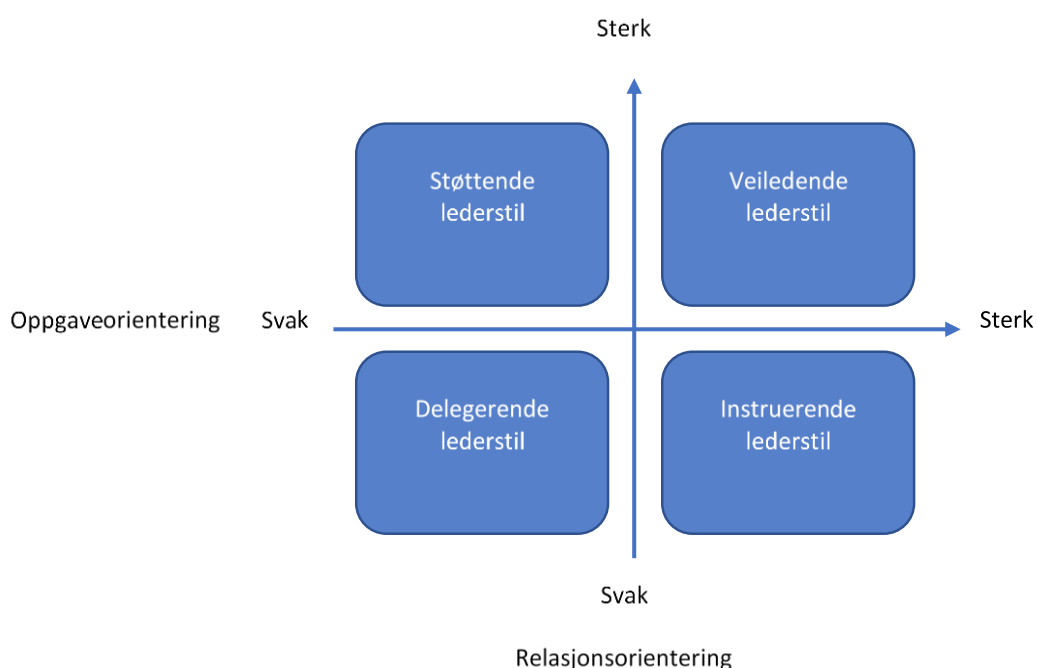 Sterk
Støttende
lederstil
Veiledende
lederstil
Oppgaveorientering
Svak
Sterk
Delegerende
lederstil
Instruerende
lederstil
Svak
Relasjonsorientering